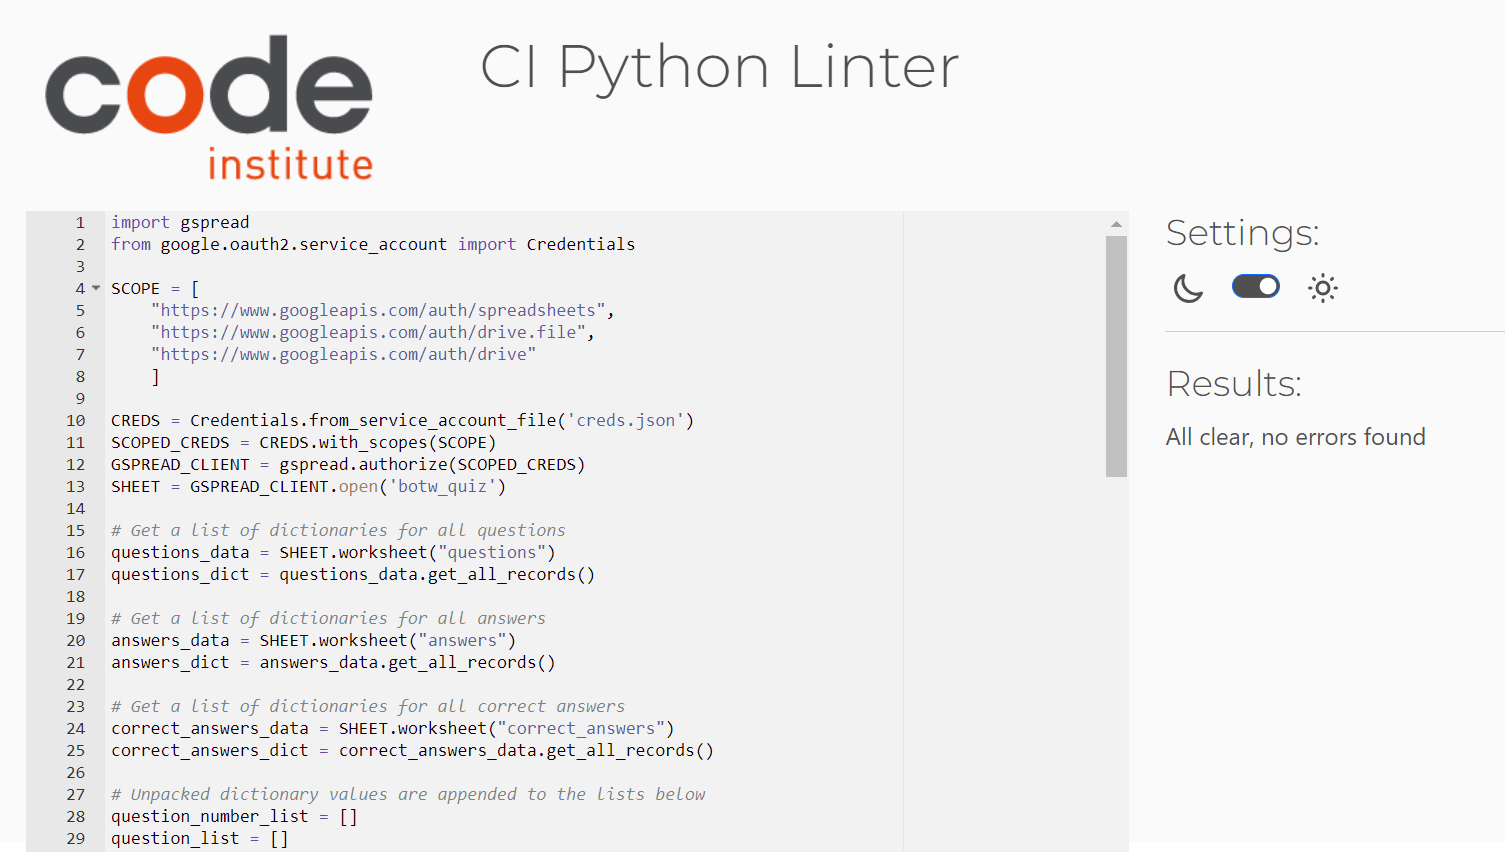 code
institute
CI Python Linter
1 import gspread
2 from google.oauth2.service_account import Credentials
3
4 SCOPE = [
5     "https://www.googleapis.com/auth/spreadsheets",
6     "https://www.googleapis.com/auth/drive.file",
7     "https://www.googleapis.com/auth/drive"
8     ]
9
10 CREDS = Credentials.from_service_account_file('creds.json')
11 SCOPED_CREDS = CREDS.with_scopes(SCOPE)
12 GSPREAD_CLIENT = gspread.authorize(SCOPED_CREDS)
13 SHEET = GSPREAD_CLIENT.open('botw_quiz')
14
15 # Get a list of dictionaries for all questions
16 questions_data = SHEET.worksheet("questions")
17 questions_dict = questions_data.get_all_records()
18
19 # Get a list of dictionaries for all answers
20 answers_data = SHEET.worksheet("answers")
21 answers_dict = answers_data.get_all_records()
22
23 # Get a list of dictionaries for all correct answers
24 correct_answers_data = SHEET.worksheet("correct_answers")
25 correct_answers_dict = correct_answers_data.get_all_records()
26
27 # Unpacked dictionary values are appended to the lists below
28 question_number_list = []
29 question_list = []
Settings:
Results:
All clear, no errors found